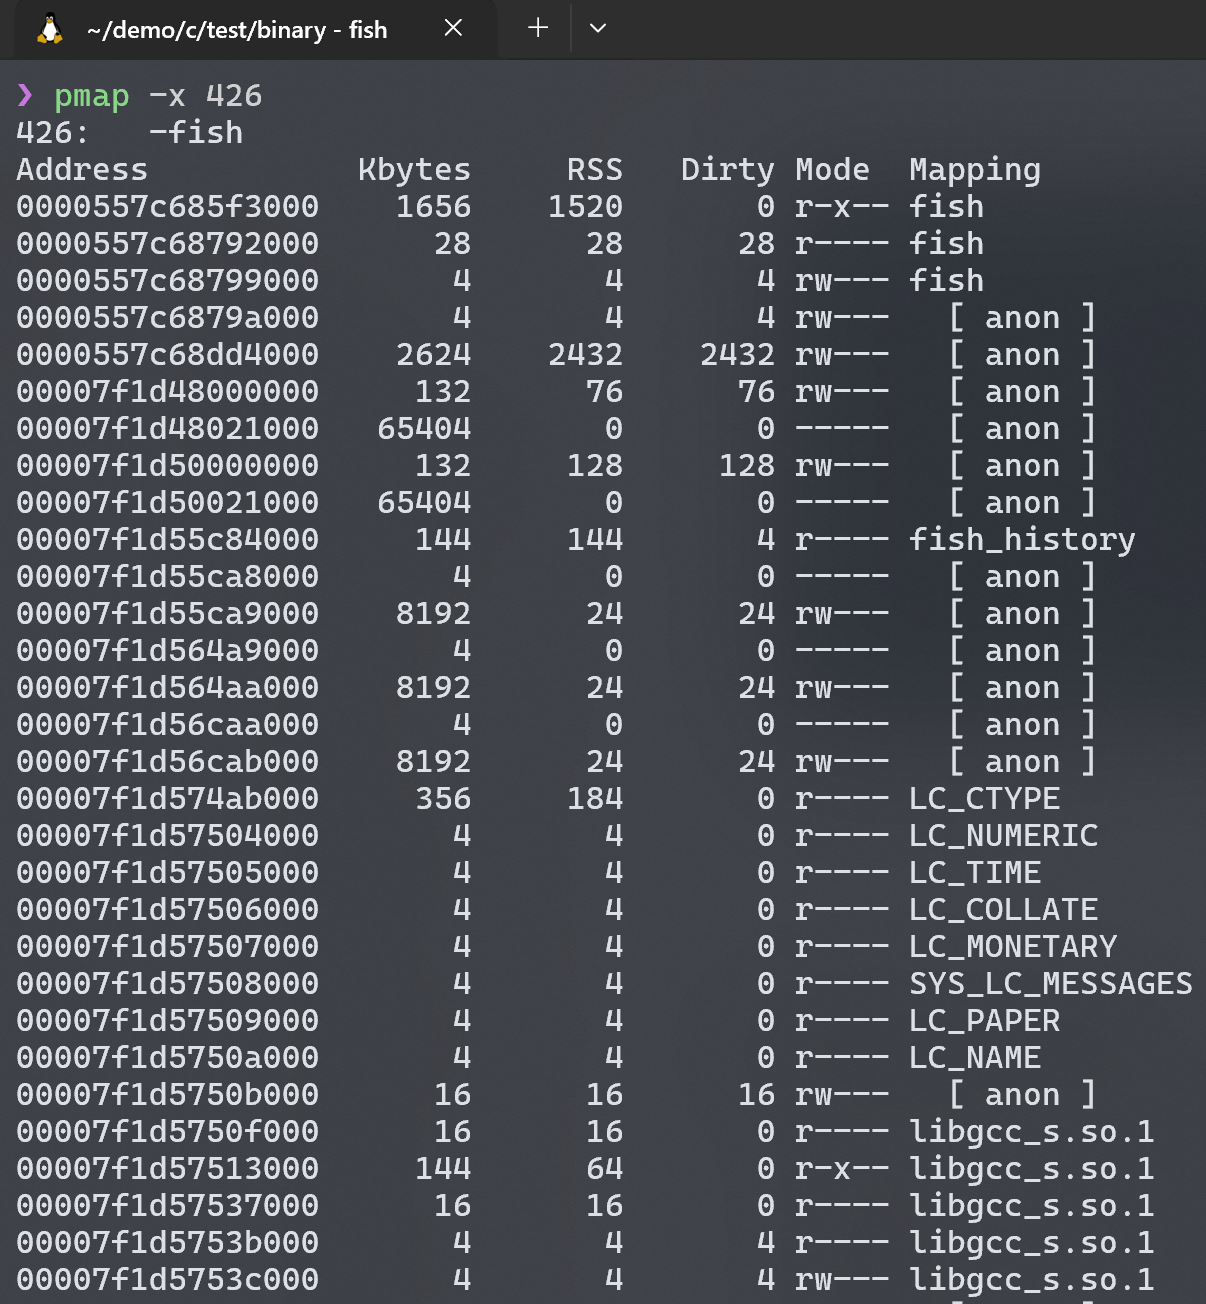 ~/demo/c/test/binary - fish
❯ pmap -x 426
426:   -fish
Address           Kbytes     RSS   Dirty Mode  Mapping
0000557c685f3000    1656    1520       0 r-x-- fish
0000557c68792000      28      28      28 r---- fish
0000557c68799000       4       4       4 rw--- fish
0000557c6879a000       4       4       4 rw---   [ anon ]
0000557c68dd4000    2624    2432    2432 rw---   [ anon ]
00007f1d48000000     132      76      76 rw---   [ anon ]
00007f1d48021000   65404       0       0 -----   [ anon ]
00007f1d50000000     132     128     128 rw---   [ anon ]
00007f1d50021000   65404       0       0 -----   [ anon ]
00007f1d55c84000     144     144       4 r---- fish_history
00007f1d55ca8000       4       0       0 -----   [ anon ]
00007f1d55ca9000    8192      24      24 rw---   [ anon ]
00007f1d564a9000       4       0       0 -----   [ anon ]
00007f1d564aa000    8192      24      24 rw---   [ anon ]
00007f1d56caa000       4       0       0 -----   [ anon ]
00007f1d56cab000    8192      24      24 rw---   [ anon ]
00007f1d574ab000     356     184       0 r---- LC_CTYPE
00007f1d57504000       4       4       0 r---- LC_NUMERIC
00007f1d57505000       4       4       0 r---- LC_TIME
00007f1d57506000       4       4       0 r---- LC_COLLATE
00007f1d57507000       4       4       0 r---- LC_MONETARY
00007f1d57508000       4       4       0 r---- SYS_LC_MESSAGES
00007f1d57509000       4       4       0 r---- LC_PAPER
00007f1d5750a000       4       4       0 r---- LC_NAME
00007f1d5750b000      16      16      16 rw---   [ anon ]
00007f1d5750f000      16      16       0 r---- libgcc_s.so.1
00007f1d57513000     144      64       0 r-x-- libgcc_s.so.1
00007f1d57537000      16      16       0 r---- libgcc_s.so.1
00007f1d5753b000       4       4       4 r---- libgcc_s.so.1
00007f1d5753c000       4       4       4 rw--- libgcc_s.so.1